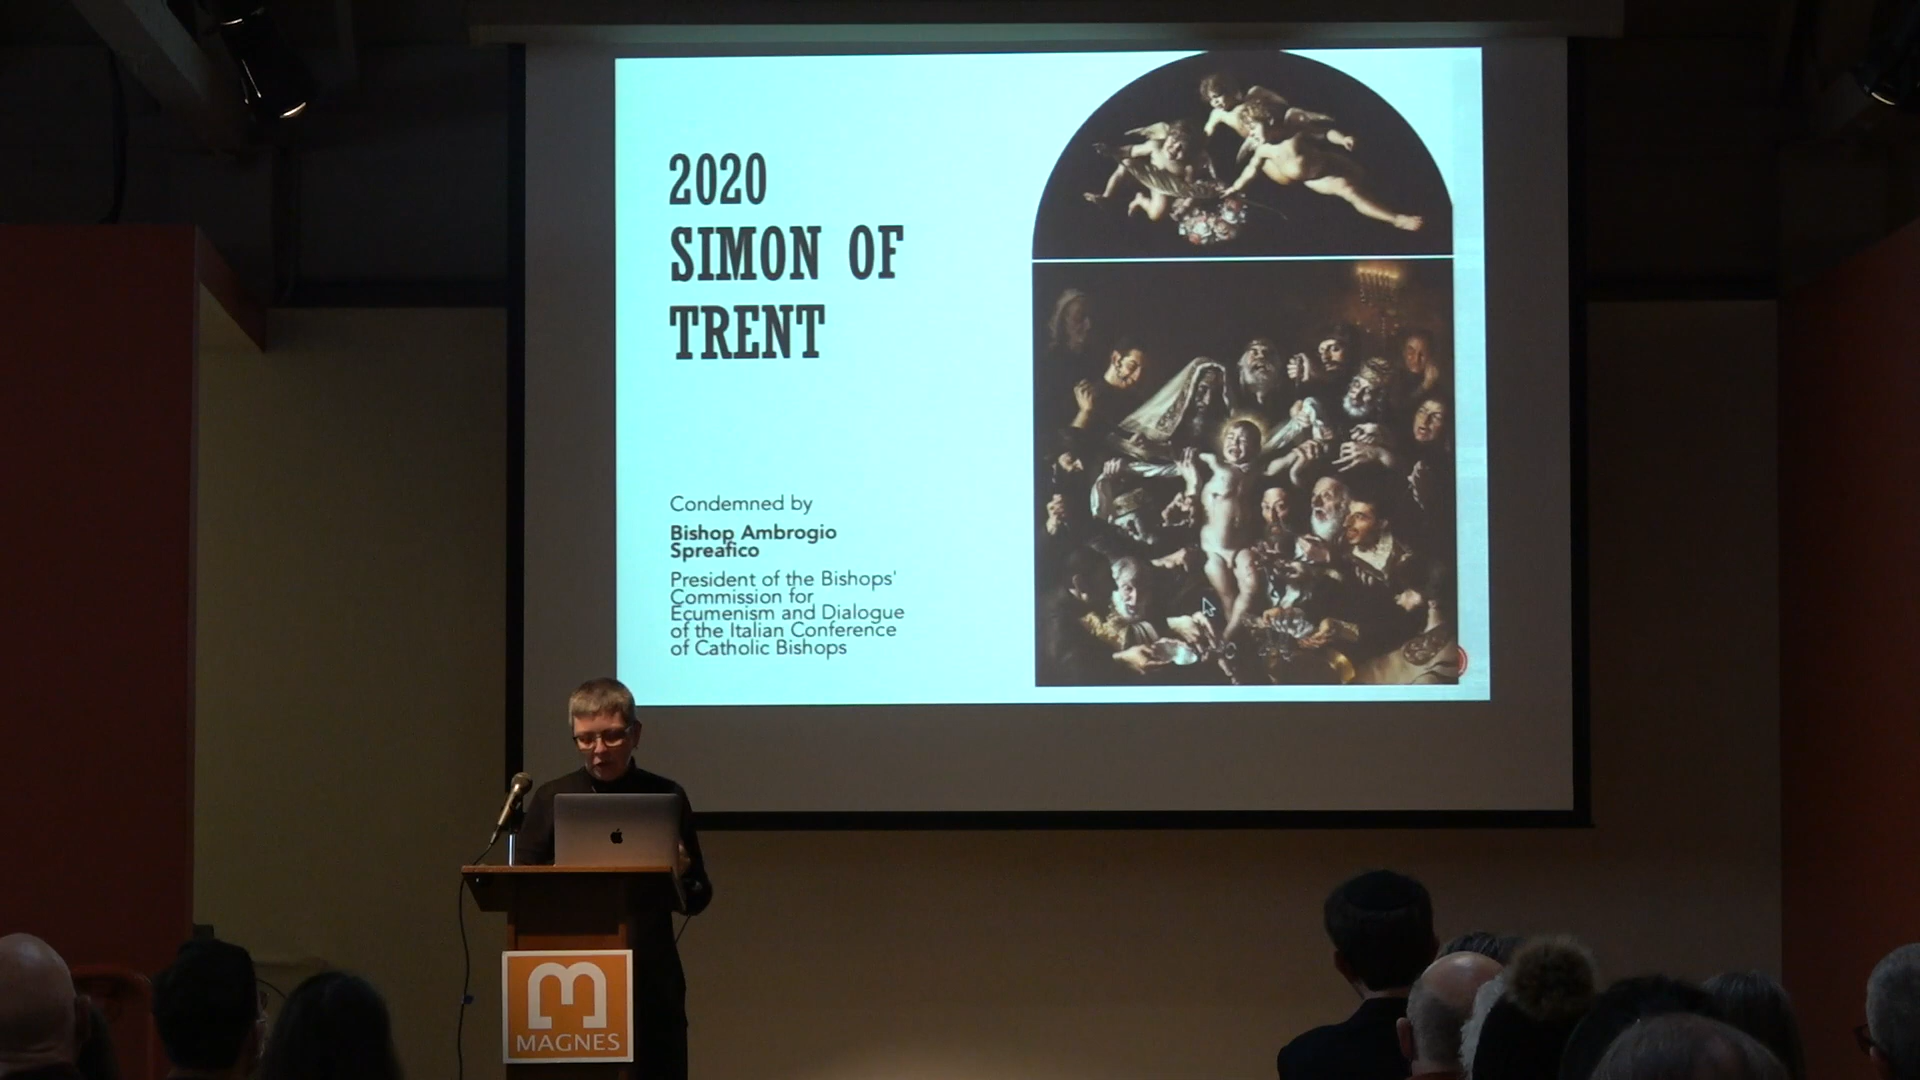 2020
SIMON OF
TRENT
Condemned by
Bishop Ambrogio
Spreafico
President of the Bishops'
Commission for
Ecumenism and Dialogue
of the Italian Conference
of Catholic Bishops
MAGNES